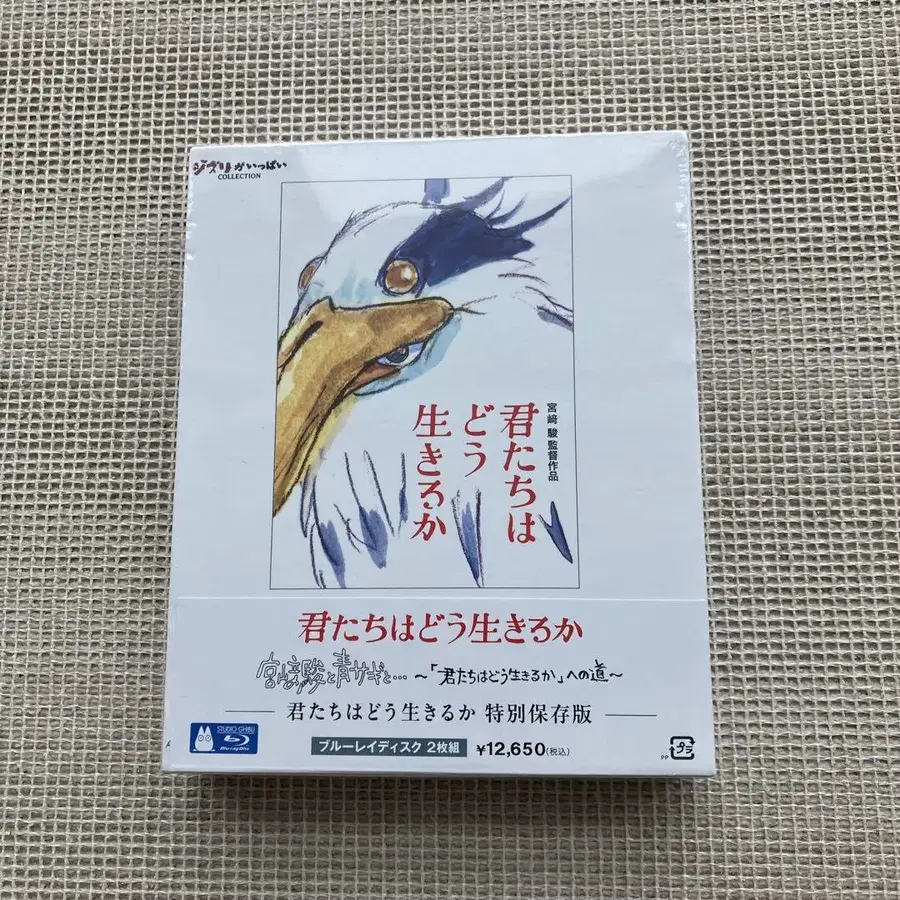 ジブリがいっぱい
COLLECTION
宮﨑 駿監督作品
君たちは
どう
生きるか
君たちはどう生きるか
宮﨑駿と青サギと… ～「君たちはどう生きるか」への道～
君たちはどう生きるか 特別保存版
STUDIO GHIBLI
Blu-ray Disc
ブルーレイディスク 2枚組 ¥12,650(税込)
プラ
PP